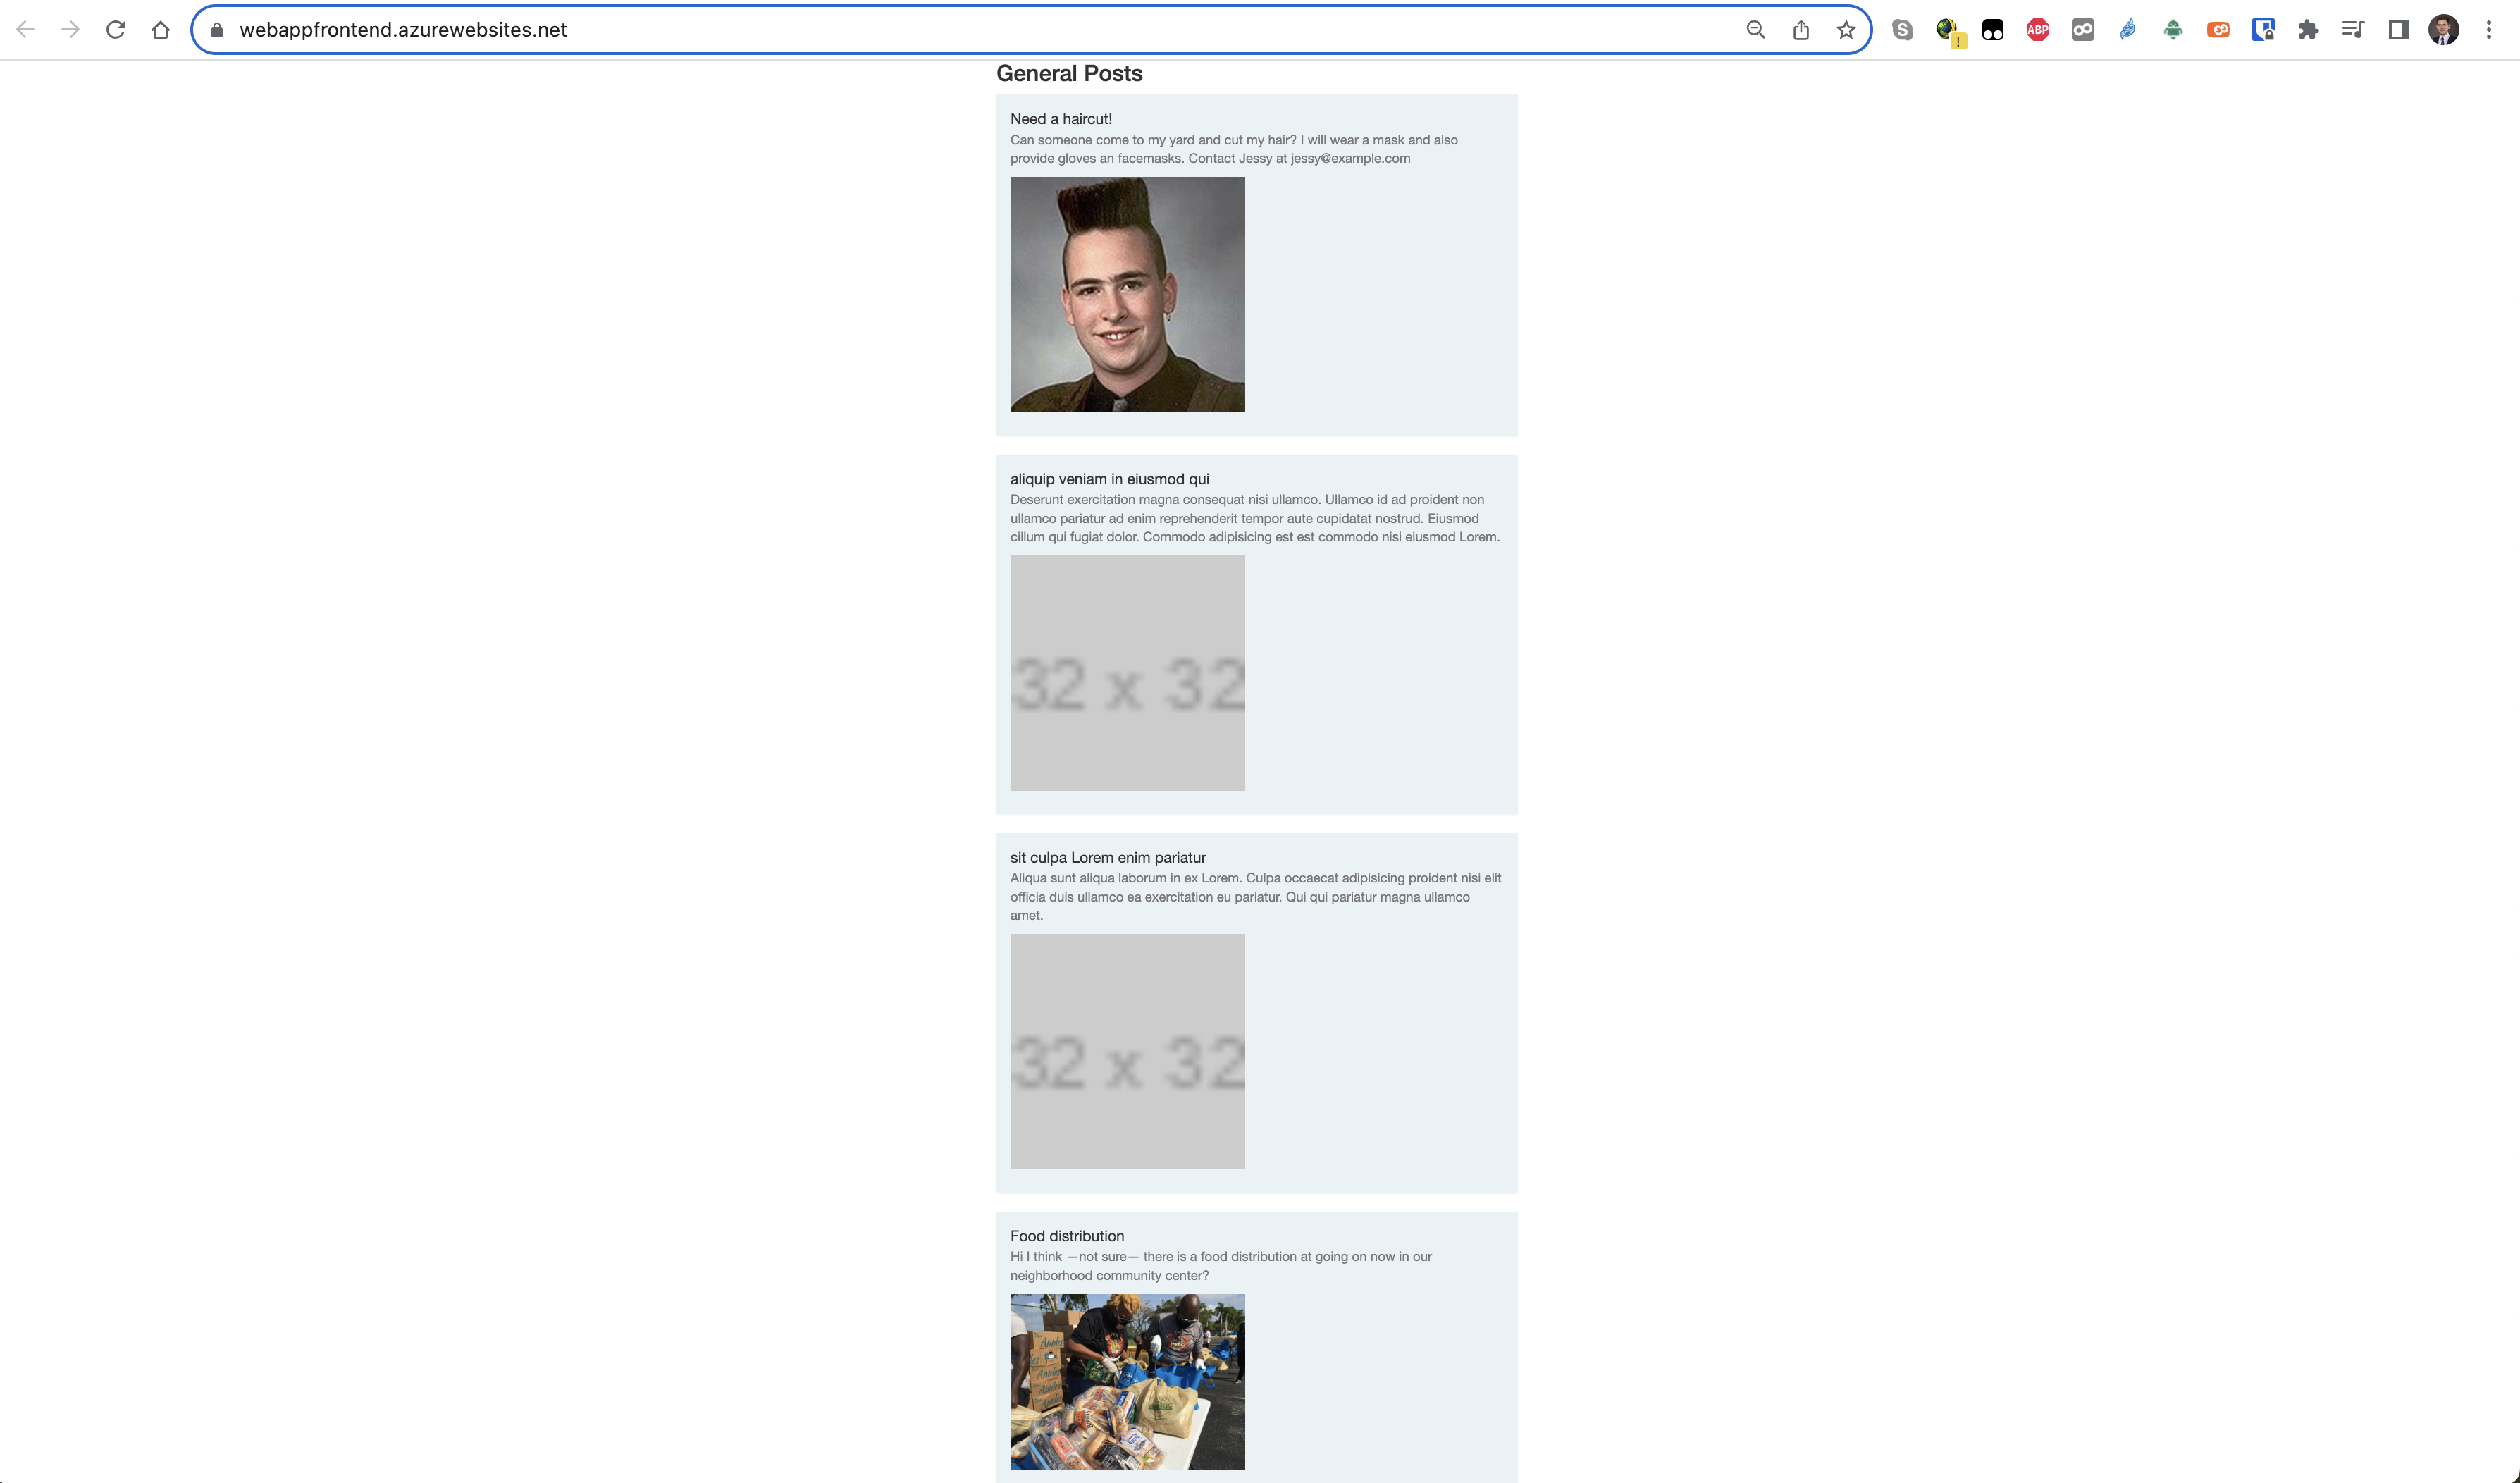 webappfrontend.azurewebsites.net
ABP
General Posts
Need a haircut!
Can someone come to my yard and cut my hair? I will wear a mask and also
provide gloves an facemasks. Contact Jessy at jessy@example.com
aliquip veniam in eiusmod qui
Deserunt exercitation magna consequat nisi ullamco. Ullamco id ad proident non
ullamco pariatur ad enim reprehenderit tempor aute cupidatat nostrud. Eiusmod
cillum qui fugiat dolor. Commodo adipisicing est est commodo nisi eiusmod Lorem.
32 x 32
sit culpa Lorem enim pariatur
Aliqua sunt aliqua laborum in ex Lorem. Culpa occaecat adipisicing proident nisi elit
officia duis ullamco ea exercitation eu pariatur. Qui qui pariatur magna ullamco
amet.
32 x 32
Food distribution
Hi I think —not sure— there is a food distribution at going on now in our
neighborhood community center?